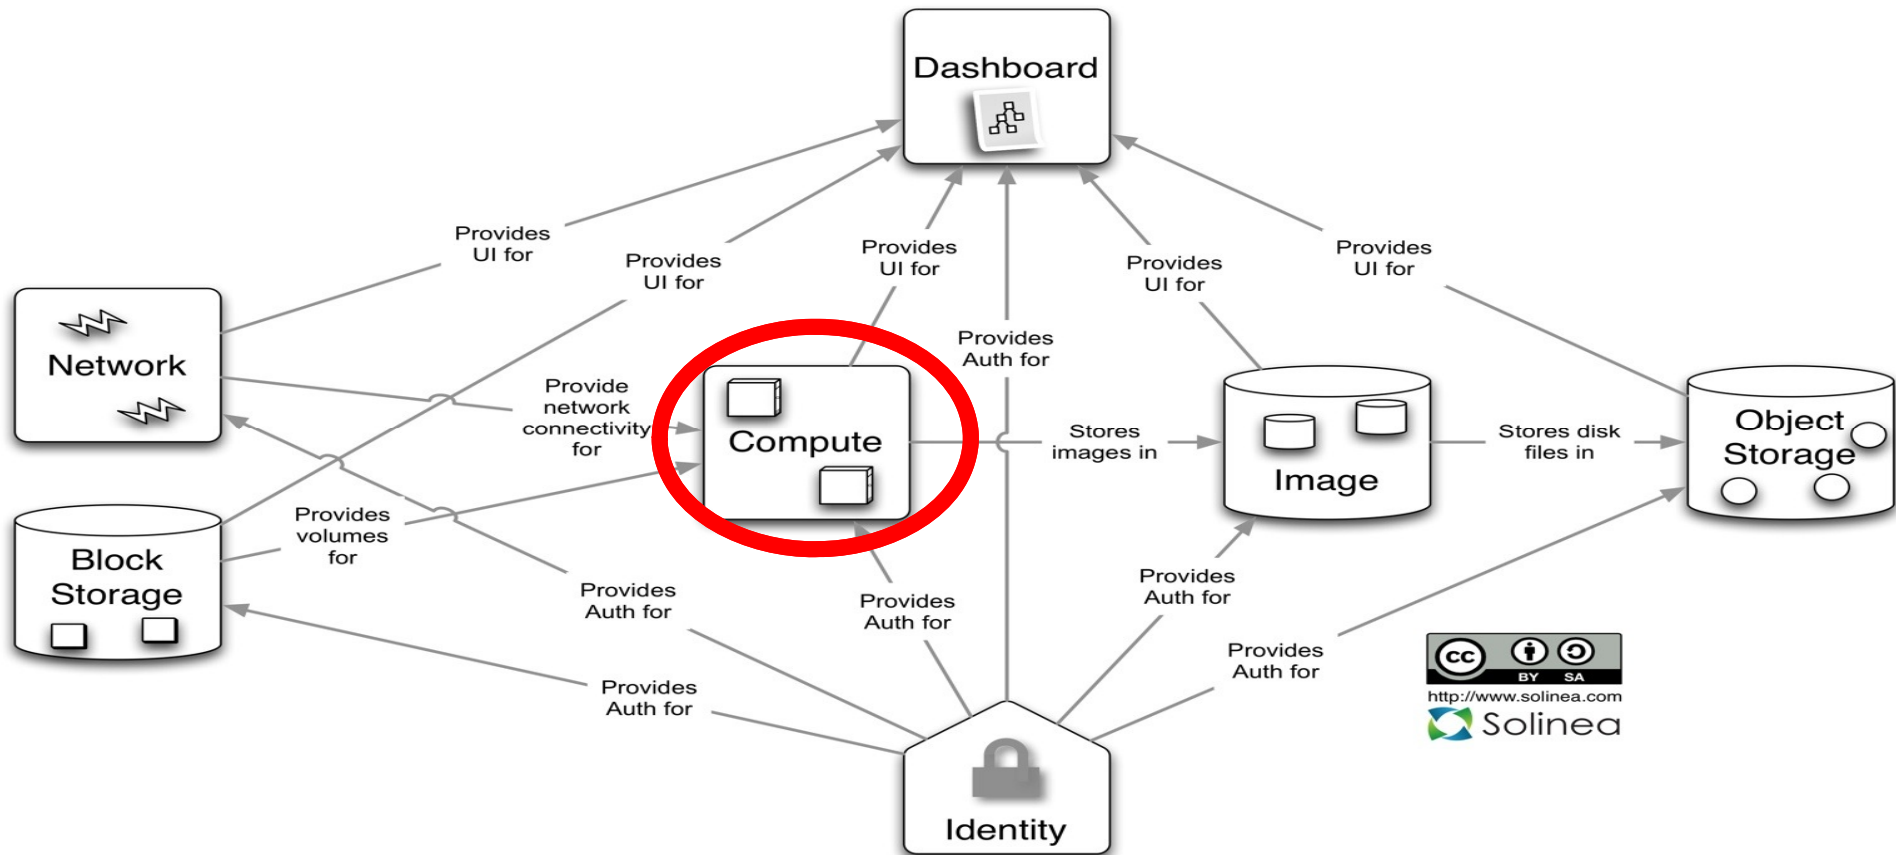 Dashboard
Provides
UI for
Provides
UI for
Provides
UI for
Provides
UI for
Provides
UI for
Provides
Auth for
Network
Provide
network
connectivity
for
Compute
Stores
images in
Image
Stores disk
files in
Object
Storage
Block
Storage
Provides
volumes
for
Provides
Auth for
Provides
Auth for
Provides
Auth for
Provides
Auth for
Provides
Auth for
Identity
cc
BY SA
http://www.solinea.com
Solinea